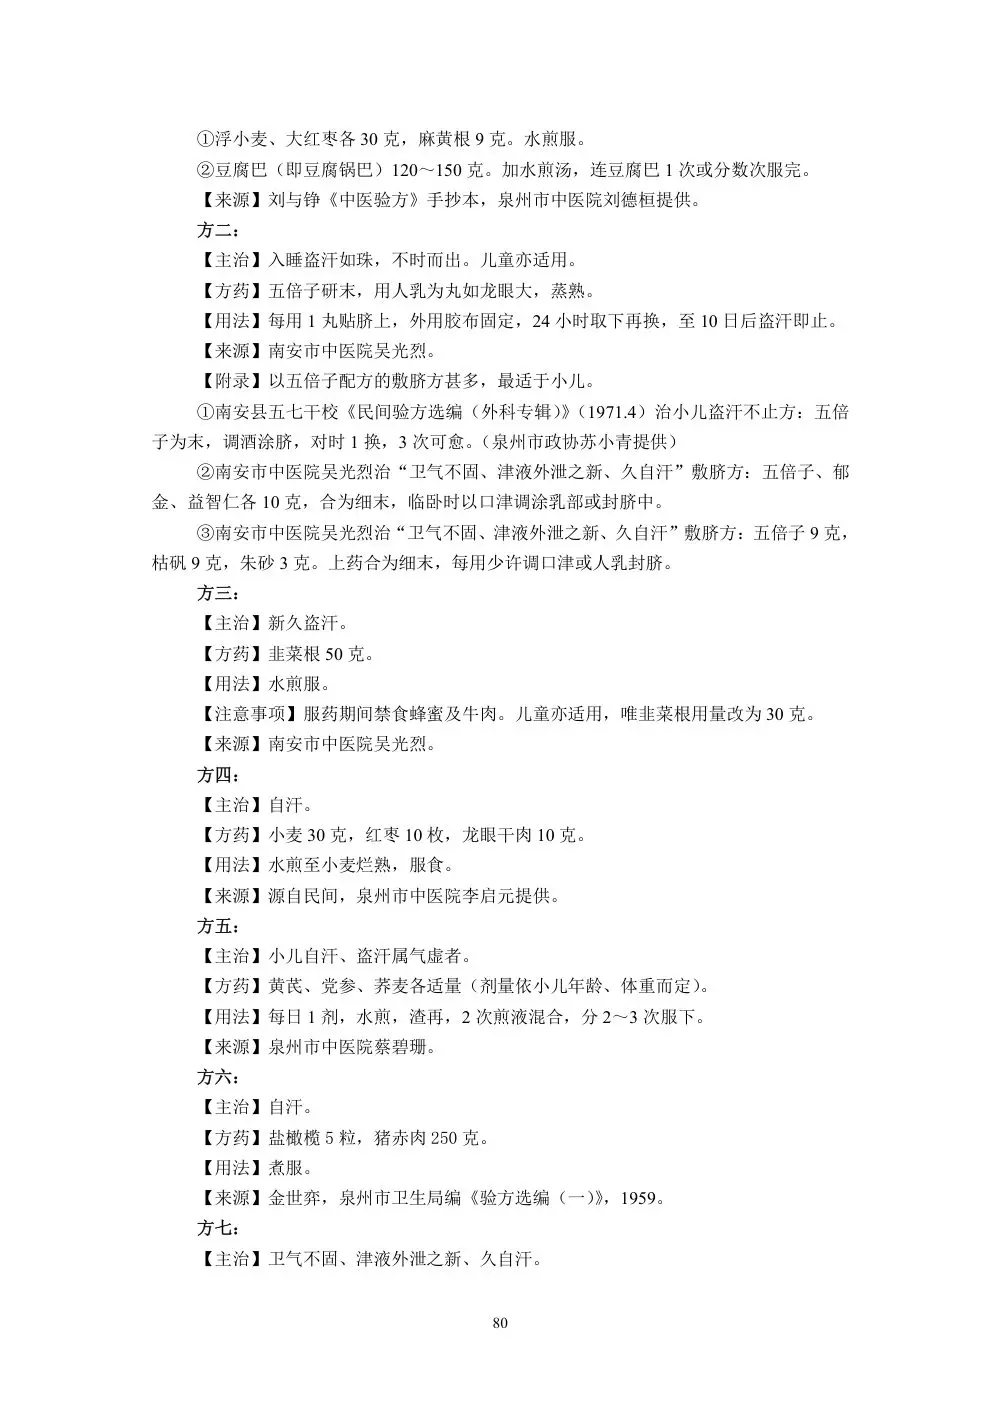 ①浮小麦、大红枣各 30 克，麻黄根 9 克。水煎服。
②豆腐巴（即豆腐锅巴）120～150 克。加水煎汤，连豆腐巴 1 次或分数次服完。
【来源】刘与铮《中医验方》手抄本，泉州市中医院刘德桓提供。
方二：
【主治】入睡盗汗如珠，不时而出。儿童亦适用。
【方药】五倍子研末，用人乳为丸如龙眼大，蒸熟。
【用法】每用 1 丸贴脐上，外用胶布固定，24 小时取下再换，至 10 日后盗汗即止。
【来源】南安市中医院吴光烈。
【附录】以五倍子配方的敷脐方甚多，最适于小儿。
①南安县五七干校《民间验方选编（外科专辑）》（1971.4）治小儿盗汗不止方：五倍
子为末，调酒涂脐，对时 1 换，3 次可愈。（泉州市政协苏小青提供）
②南安市中医院吴光烈治“卫气不固、津液外泄之新、久自汗”敷脐方：五倍子、郁
金、益智仁各 10 克，合为细末，临卧时以口津调涂乳部或封脐中。
③南安市中医院吴光烈治“卫气不固、津液外泄之新、久自汗”敷脐方：五倍子 9 克，
枯矾 9 克，朱砂 3 克。上药合为细末，每用少许调口津或人乳封脐。
方三：
【主治】新久盗汗。
【方药】韭菜根 50 克。
【用法】水煎服。
【注意事项】服药期间禁食蜂蜜及牛肉。儿童亦适用，唯韭菜根用量改为 30 克。
【来源】南安市中医院吴光烈。
方四：
【主治】自汗。
【方药】小麦 30 克，红枣 10 枚，龙眼干肉 10 克。
【用法】水煎至小麦烂熟，服食。
【来源】源自民间，泉州市中医院李启元提供。
方五：
【主治】小儿自汗、盗汗属气虚者。
【方药】黄芪、党参、荞麦各适量（剂量依小儿年龄、体重而定）。
【用法】每日 1 剂，水煎，渣再，2 次煎液混合，分 2～3 次服下。
【来源】泉州市中医院蔡碧珊。
方六：
【主治】自汗。
【方药】盐橄榄 5 粒，猪赤肉 250 克。
【用法】煮服。
【来源】金世弈，泉州市卫生局编《验方选编（一）》，1959。
方七：
【主治】卫气不固、津液外泄之新、久自汗。
80